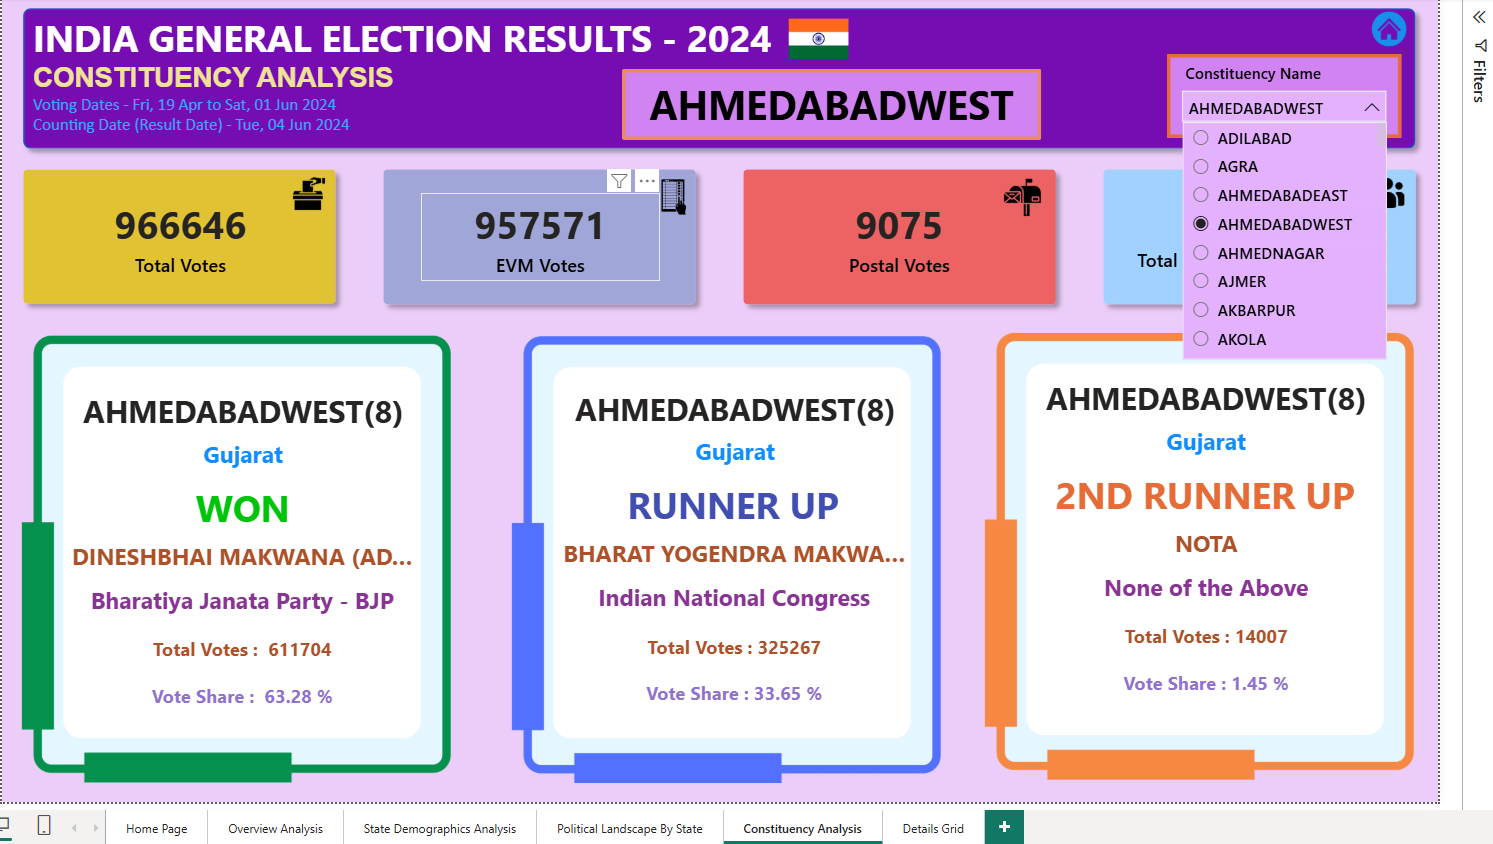 INDIA GENERAL ELECTION RESULTS - 2024
CONSTITUENCY ANALYSIS
Voting Dates - Fri, 19 Apr to Sat, 01 Jun 2024
Counting Date (Result Date) - Tue, 04 Jun 2024
AHMEDABADWEST
Constituency Name
AHMEDABADWEST
ADILABAD
AGRA
AHMEDABADEAST
AHMEDABADWEST
AHMEDNAGAR
AJMER
AKBARPUR
AKOLA
Filters
966646
Total Votes
957571
EVM Votes
9075
Postal Votes
Total
AHMEDABADWEST(8)
Gujarat
WON
DINESHBHAI MAKWANA (AD...
Bharatiya Janata Party - BJP
Total Votes : 611704
Vote Share : 63.28 %
AHMEDABADWEST(8)
Gujarat
RUNNER UP
BHARAT YOGENDRA MAKWA...
Indian National Congress
Total Votes : 325267
Vote Share : 33.65 %
AHMEDABADWEST(8)
Gujarat
2ND RUNNER UP
NOTA
None of the Above
Total Votes : 14007
Vote Share : 1.45 %
Home Page
Overview Analysis
State Demographics Analysis
Political Landscape By State
Constituency Analysis
Details Grid
+